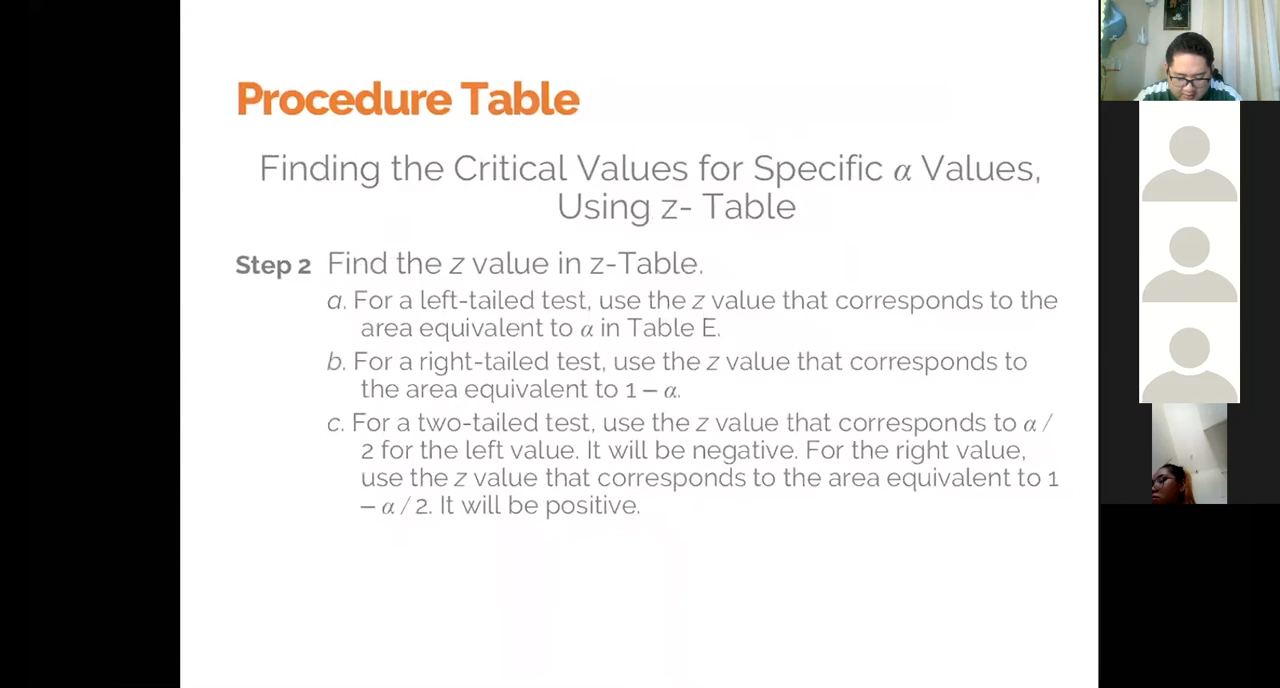 Procedure Table
Finding the Critical Values for Specific α Values,
Using z- Table
Step 2 Find the z value in z-Table.
a. For a left-tailed test, use the z value that corresponds to the
area equivalent to α in Table E.
b. For a right-tailed test, use the z value that corresponds to
the area equivalent to 1 – α.
c. For a two-tailed test, use the z value that corresponds to α /
2 for the left value. It will be negative. For the right value,
use the z value that corresponds to the area equivalent to 1
– α / 2. It will be positive.